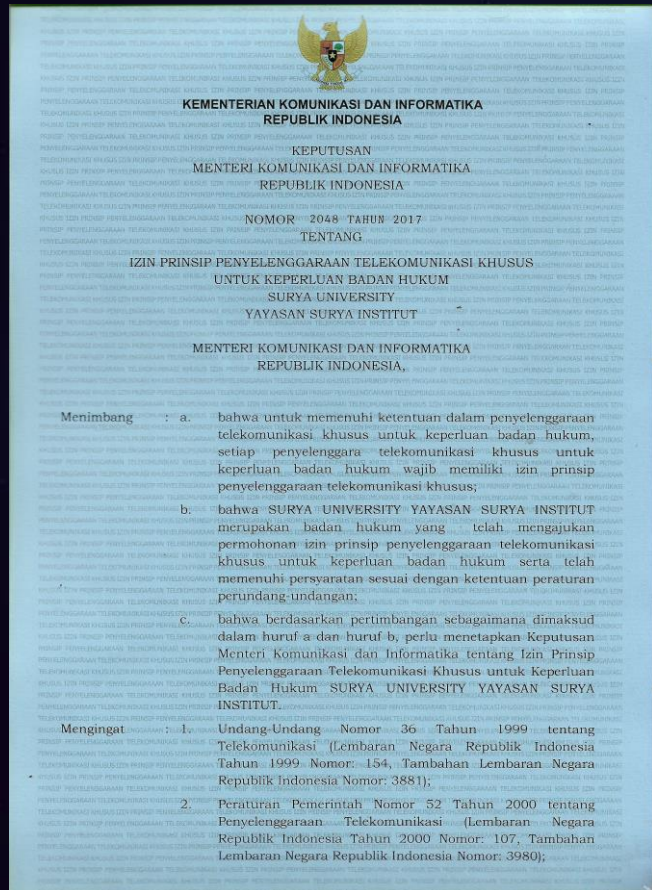 KEMENTERIAN KOMUNIKASI DAN INFORMATIKA
REPUBLIK INDONESIA
KEPUTUSAN
MENTERI KOMUNIKASI DAN INFORMATIKA
REPUBLIK INDONESIA
NOMOR 2048 TAHUN 2017
TENTANG
IZIN PRINSIP PENYELENGGARAAN TELEKOMUNIKASI KHUSUS
UNTUK KEPERLUAN BADAN HUKUM
SURYA UNIVERSITY
YAYASAN SURYA INSTITUT
MENTERI KOMUNIKASI DAN INFORMATIKA
REPUBLIK INDONESIA,
Menimbang : a. bahwa untuk memenuhi ketentuan dalam penyelenggaraan
telekomunikasi khusus untuk keperluan badan hukum,
setiap penyelenggara telekomunikasi khusus untuk
keperluan badan hukum wajib memiliki izin prinsip
penyelenggaraan telekomunikasi khusus;
b. bahwa SURYA UNIVERSITY YAYASAN SURYA INSTITUT
merupakan badan hukum yang telah mengajukan
permohonan izin prinsip penyelenggaraan telekomunikasi
khusus untuk keperluan badan hukum serta telah
memenuhi persyaratan sesuai dengan ketentuan peraturan
perundang-undangan;
c. bahwa berdasarkan pertimbangan sebagaimana dimaksud
dalam huruf a dan huruf b, perlu menetapkan Keputusan
Menteri Komunikasi dan Informatika tentang Izin Prinsip
Penyelenggaraan Telekomunikasi Khusus untuk Keperluan
Badan Hukum SURYA UNIVERSITY YAYASAN SURYA
INSTITUT.
Mengingat : 1. Undang-Undang Nomor 36 Tahun 1999 tentang
Telekomunikasi (Lembaran Negara Republik Indonesia
Tahun 1999 Nomor: 154, Tambahan Lembaran Negara
Republik Indonesia Nomor: 3881);
2. Peraturan Pemerintah Nomor 52 Tahun 2000 tentang
Penyelenggaraan Telekomunikasi (Lembaran Negara
Republik Indonesia Tahun 2000 Nomor: 107, Tambahan
Lembaran Negara Republik Indonesia Nomor: 3980);